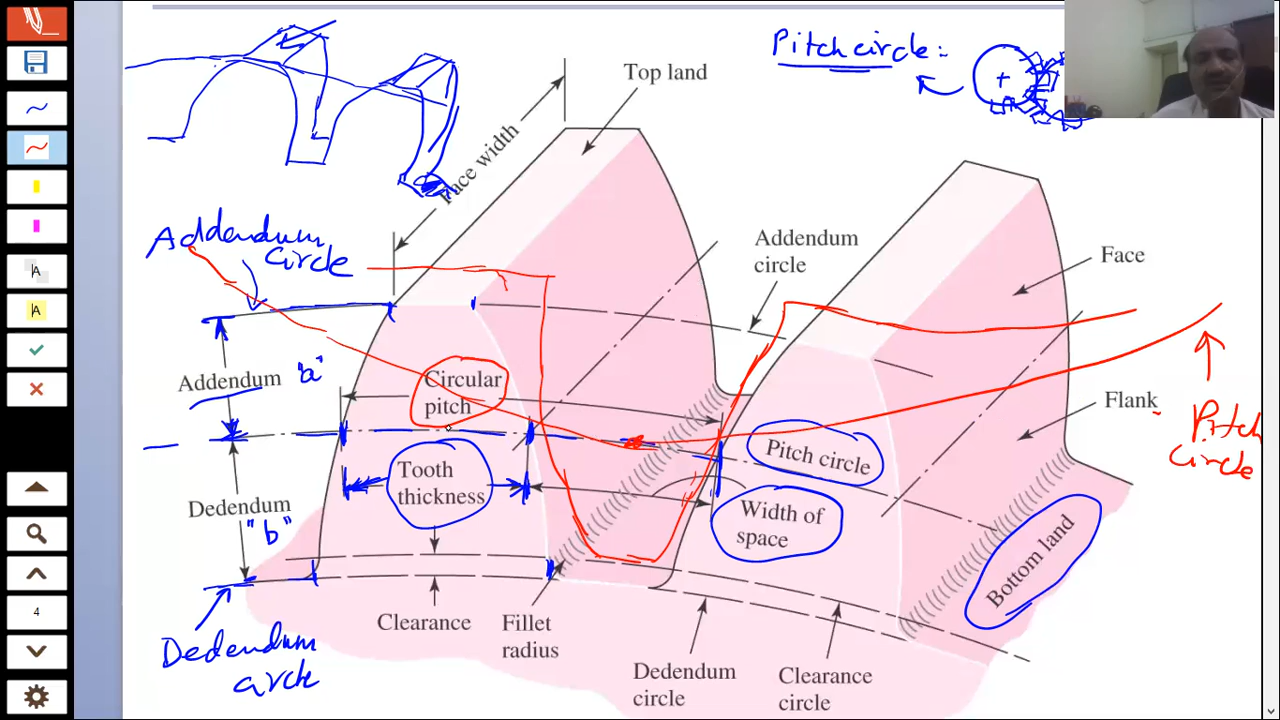 Pitch circle :-
Top land
Face width
Addendum
circle
Addendum
circle
Face
Addendum "a"
Circular
pitch
Flank
Pitch
circle
Pitch circle
Tooth
thickness
Dedendum
"b"
Width of
space
Bottom land
Clearance
Fillet
radius
Dedendum
circle
Dedendum
circle
Clearance
circle
A
A
4